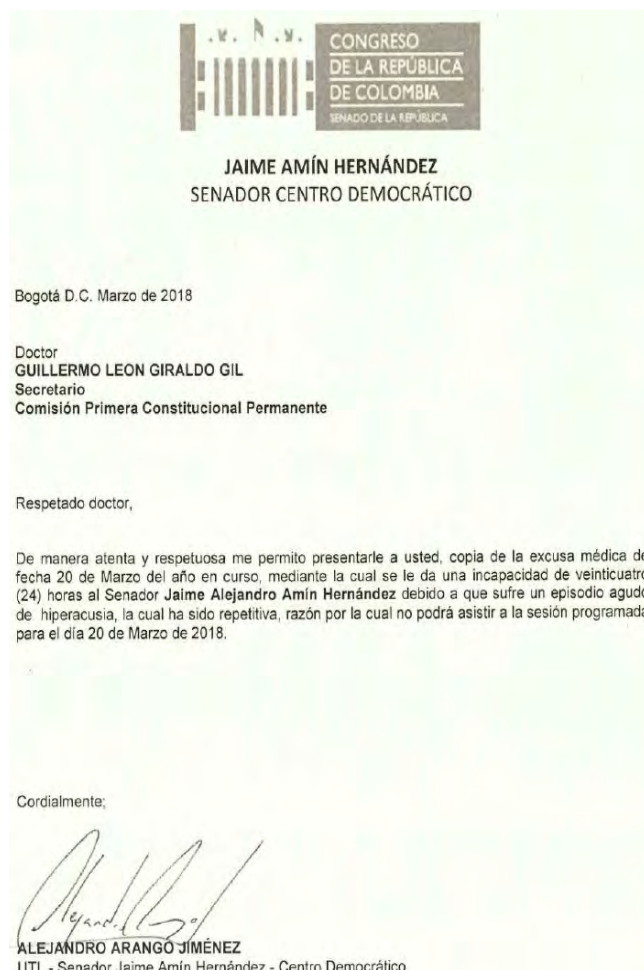 CONGRESO
DE LA REPÚBLICA
DE COLOMBIA
SENADO DE LA REPÚBLICA
JAIME AMÍN HERNÁNDEZ
SENADOR CENTRO DEMOCRÁTICO
Bogotá D.C. Marzo de 2018
Doctor
GUILLERMO LEON GIRALDO GIL
Secretario
Comisión Primera Constitucional Permanente
Respetado doctor,
De manera atenta y respetuosa me permito presentarle a usted, copia de la excusa médica de
fecha 20 de Marzo del año en curso, mediante la cual se le da una incapacidad de veinticuatro
(24) horas al Senador Jaime Alejandro Amín Hernández debido a que sufre un episodio agudo
de hiperacusia, la cual ha sido repetitiva, razón por la cual no podrá asistir a la sesión programada
para el día 20 de Marzo de 2018.
Cordialmente;
ALEJANDRO ARANGO JIMÉNEZ
UTL - Senador Jaime Amín Hernández - Centro Democrático